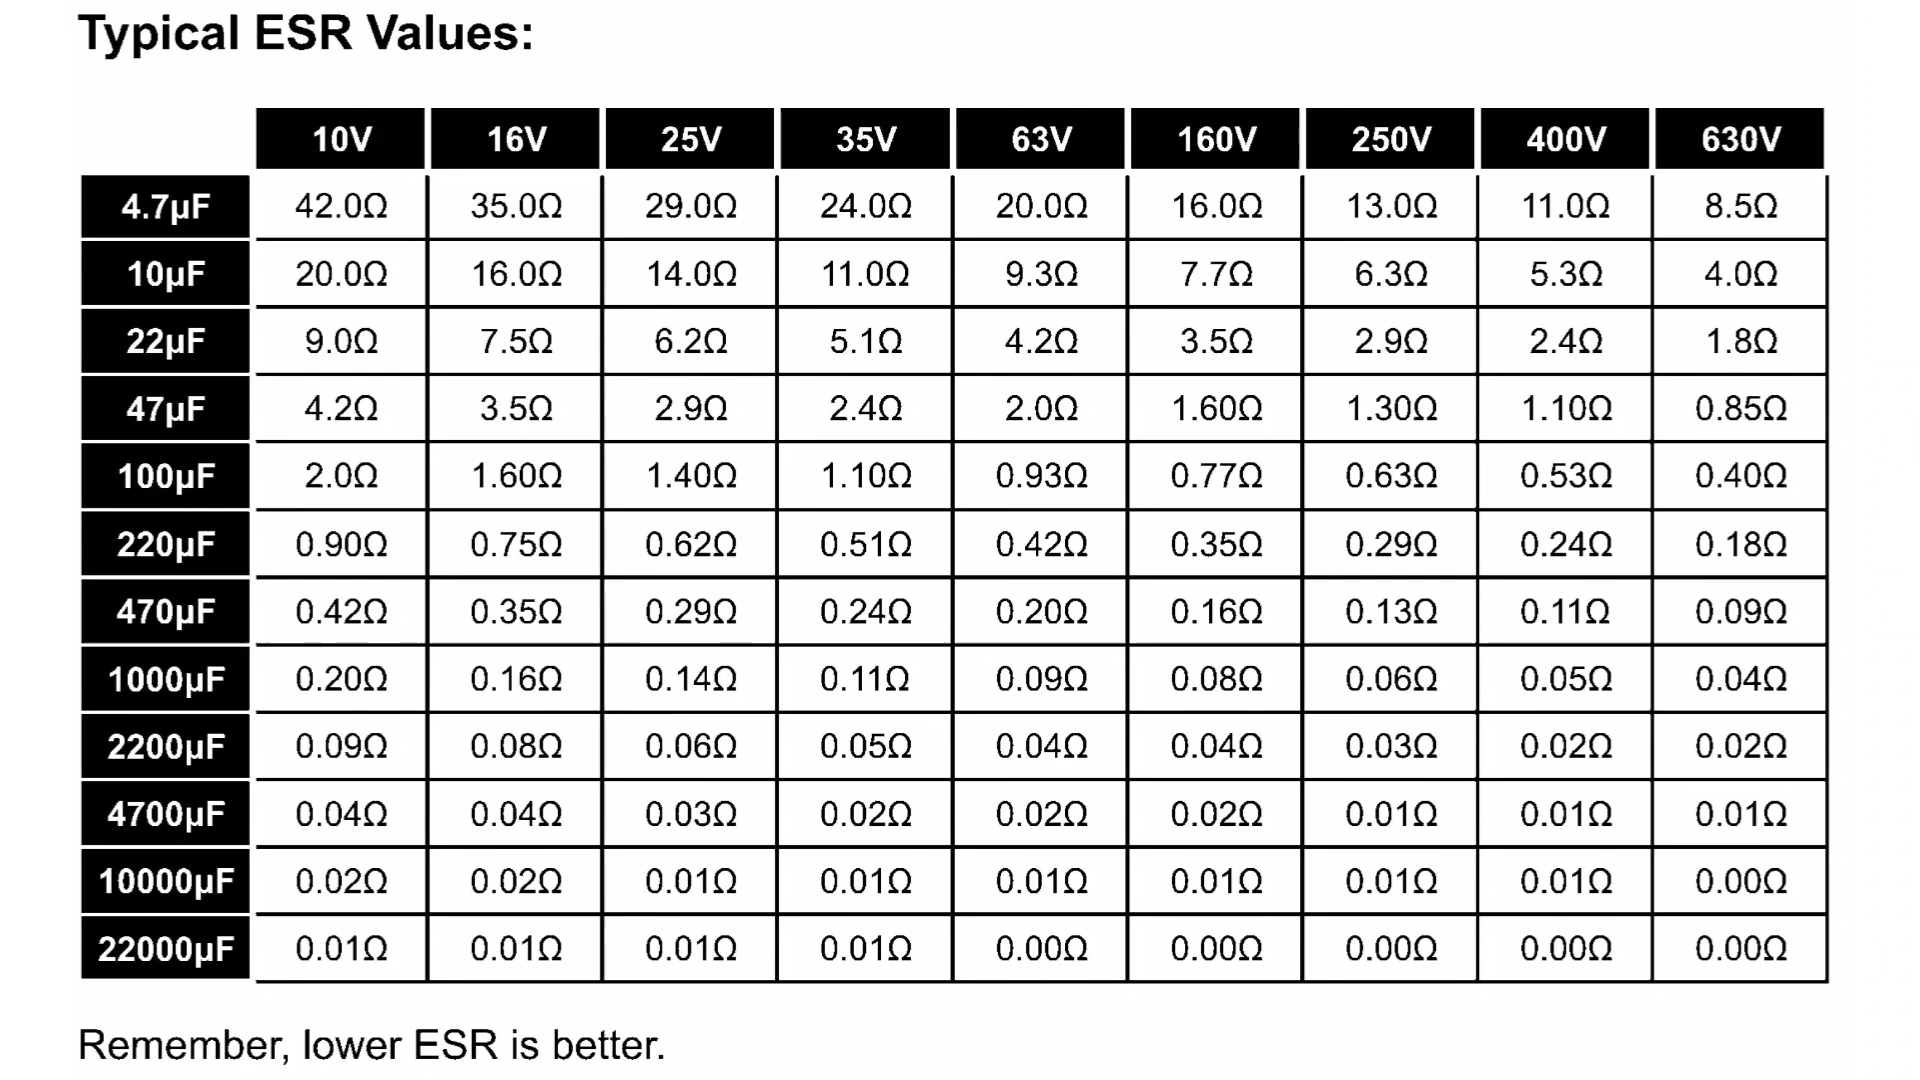 Typical ESR Values:
10V 16V 25V 35V 63V 160V 250V 400V 630V
4.7µF 42.0Ω 35.0Ω 29.0Ω 24.0Ω 20.0Ω 16.0Ω 13.0Ω 11.0Ω 8.5Ω
10µF 20.0Ω 16.0Ω 14.0Ω 11.0Ω 9.3Ω 7.7Ω 6.3Ω 5.3Ω 4.0Ω
22µF 9.0Ω 7.5Ω 6.2Ω 5.1Ω 4.2Ω 3.5Ω 2.9Ω 2.4Ω 1.8Ω
47µF 4.2Ω 3.5Ω 2.9Ω 2.4Ω 2.0Ω 1.60Ω 1.30Ω 1.10Ω 0.85Ω
100µF 2.0Ω 1.60Ω 1.40Ω 1.10Ω 0.93Ω 0.77Ω 0.63Ω 0.53Ω 0.40Ω
220µF 0.90Ω 0.75Ω 0.62Ω 0.51Ω 0.42Ω 0.35Ω 0.29Ω 0.24Ω 0.18Ω
470µF 0.42Ω 0.35Ω 0.29Ω 0.24Ω 0.20Ω 0.16Ω 0.13Ω 0.11Ω 0.09Ω
1000µF 0.20Ω 0.16Ω 0.14Ω 0.11Ω 0.09Ω 0.08Ω 0.06Ω 0.05Ω 0.04Ω
2200µF 0.09Ω 0.08Ω 0.06Ω 0.05Ω 0.04Ω 0.04Ω 0.03Ω 0.02Ω 0.02Ω
4700µF 0.04Ω 0.04Ω 0.03Ω 0.02Ω 0.02Ω 0.02Ω 0.01Ω 0.01Ω 0.01Ω
10000µF 0.02Ω 0.02Ω 0.01Ω 0.01Ω 0.01Ω 0.01Ω 0.01Ω 0.01Ω 0.00Ω
22000µF 0.01Ω 0.01Ω 0.01Ω 0.01Ω 0.00Ω 0.00Ω 0.00Ω 0.00Ω 0.00Ω
Remember, lower ESR is better.